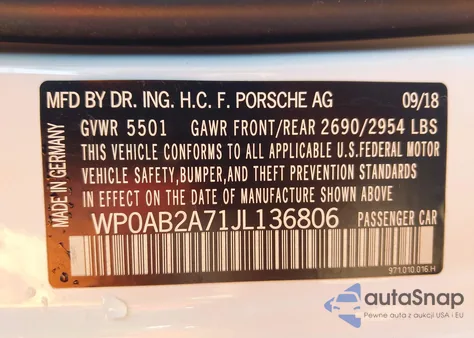 MFD BY DR. ING. H.C. F. PORSCHE AG 09/18
GVWR 5501 GAWR FRONT/REAR 2690/2954 LBS
THIS VEHICLE CONFORMS TO ALL APPLICABLE U.S.FEDERAL MOTOR
VEHICLE SAFETY,BUMPER,AND THEFT PREVENTION STANDARDS
IN EFFECT ON THE DATE OF MANUFACTURE SHOWN ABOVE.
WP0AB2A71JL136806 PASSENGER CAR
MADE IN GERMANY
971.010.016.H
autoSnap
Pewne auta z aukcji USA i EU